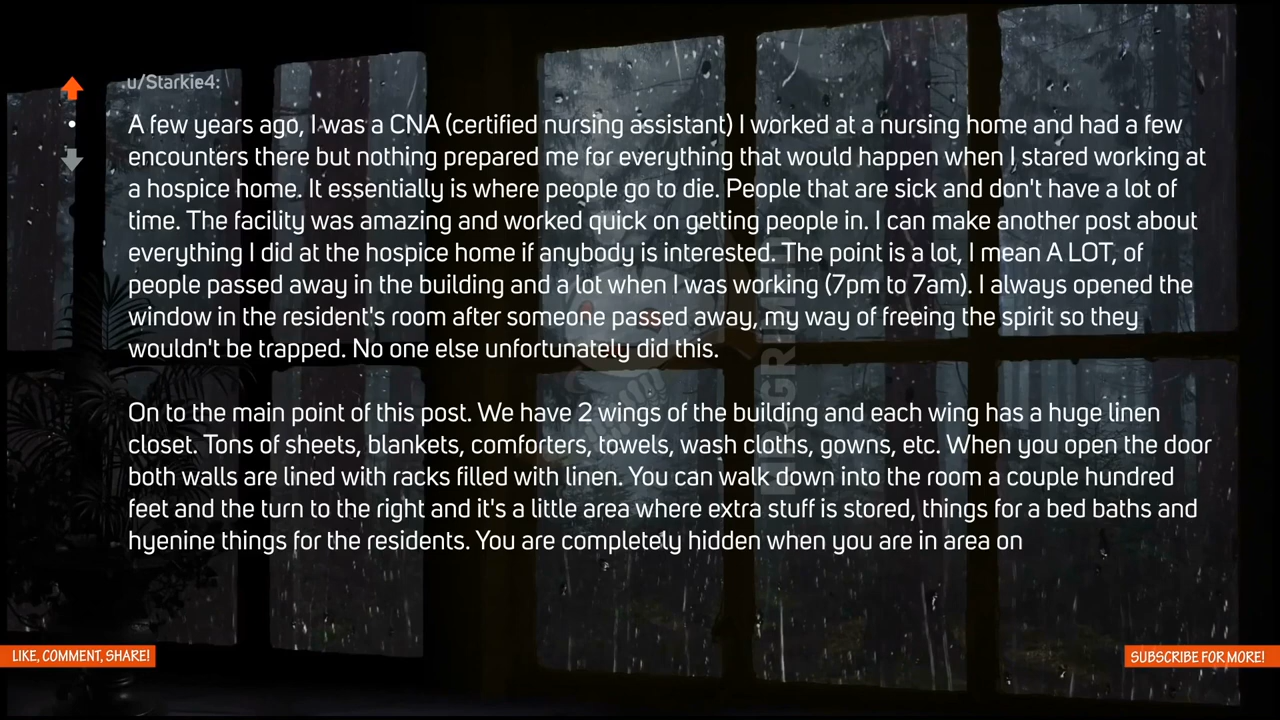 .u/Starkie4:
A few years ago, I was a CNA (certified nursing assistant) I worked at a nursing home and had a few
encounters there but nothing prepared me for everything that would happen when I stared working at
a hospice home. It essentially is where people go to die. People that are sick and don't have a lot of
time. The facility was amazing and worked quick on getting people in. I can make another post about
everything I did at the hospice home if anybody is interested. The point is a lot, I mean A LOT, of
people passed away in the building and a lot when I was working (7pm to 7am). I always opened the
window in the resident's room after someone passed away, my way of freeing the spirit so they
wouldn't be trapped. No one else unfortunately did this.
On to the main point of this post. We have 2 wings of the building and each wing has a huge linen
closet. Tons of sheets, blankets, comforters, towels, wash cloths, gowns, etc. When you open the door
both walls are lined with racks filled with linen. You can walk down into the room a couple hundred
feet and the turn to the right and it's a little area where extra stuff is stored, things for a bed baths and
hyenine things for the residents. You are completely hidden when you are in area on
LIKE, COMMENT, SHARE!
SUBSCRIBE FOR MORE!